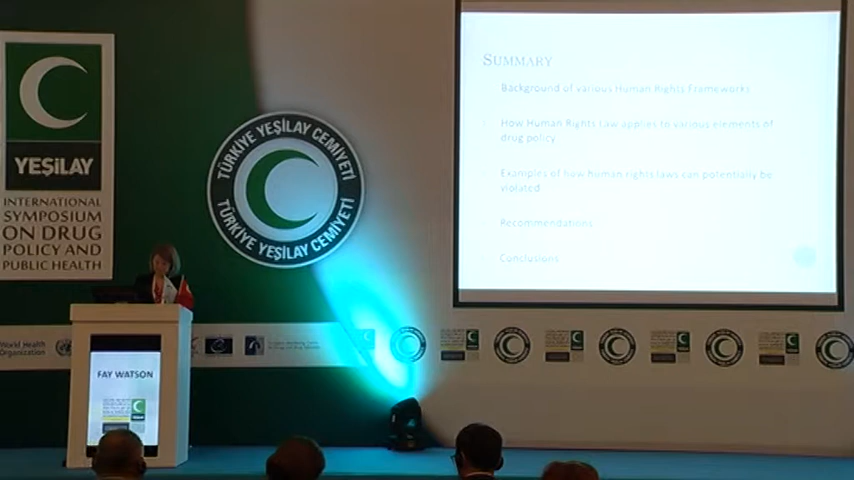 YEŞİLAY
INTERNATIONAL
SYMPOSIUM
ON DRUG
POLICY AND
PUBLIC HEALTH
TÜRKİYE YEŞİLAY CEMİYETİ
TÜRKİYE YEŞİLAY CEMİYETİ
SUMMARY
Background of various Human Rights Frameworks
How Human Rights Law applies to various elements of
drug policy
Examples of how human rights laws can potentially be
violated
Recommendations
Conclusions
World Health
Organization
FAY WATSON